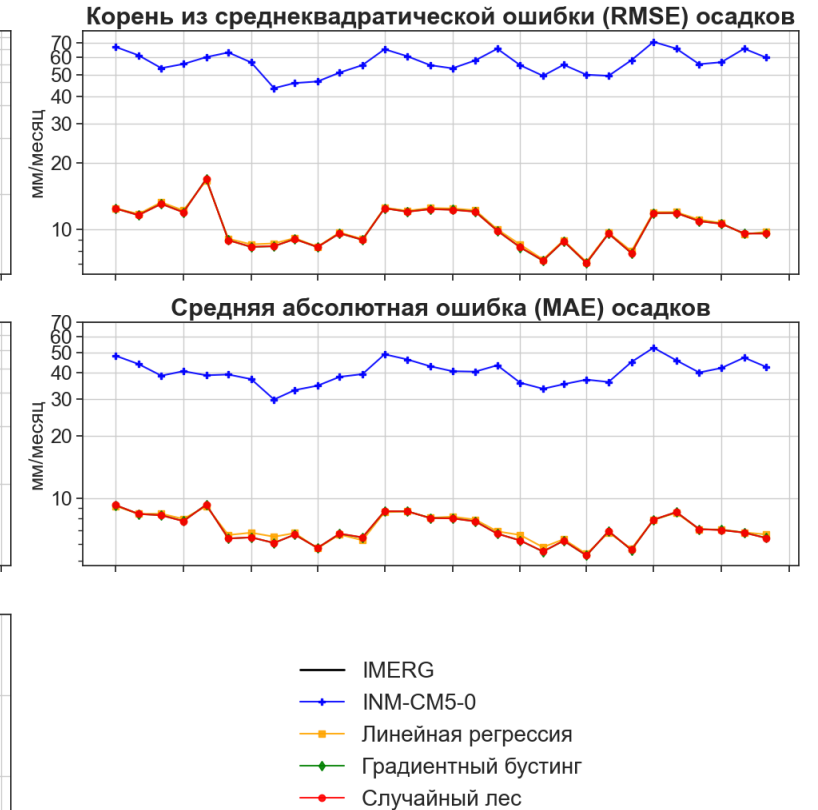 Корень из среднеквадратической ошибки (RMSE) осадков
70
60
50
40
30
20
10
мм/месяц
Средняя абсолютная ошибка (MAE) осадков
70
60
50
40
30
20
10
мм/месяц
IMERG
INM-CM5-0
Линейная регрессия
Градиентный бустинг
Случайный лес